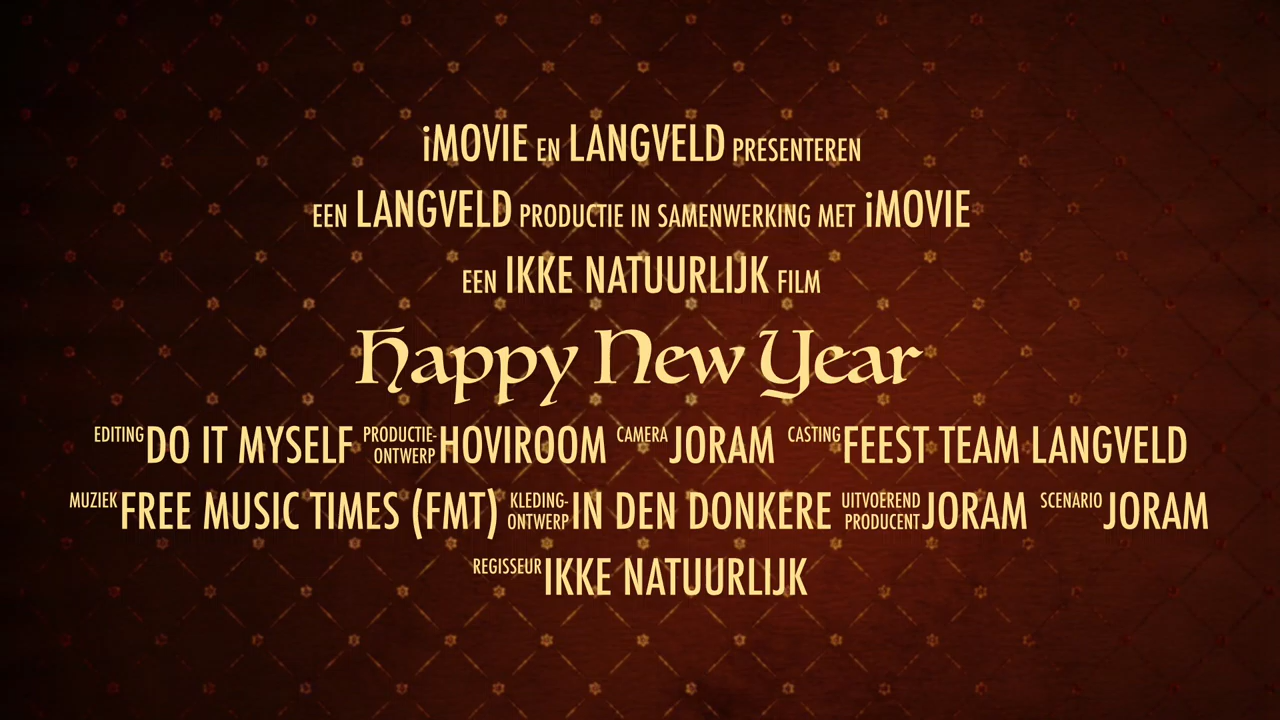 iMOVIE EN LANGVELD PRESENTEREN
EEN LANGVELD PRODUCTIE IN SAMENWERKING MET iMOVIE
EEN IKKE NATUURLIJK FILM
Happy New Year
EDITING DO IT MYSELF PRODUCTIE-ONTWERP HOVIROOM CAMERA JORAM CASTING FEEST TEAM LANGVELD
MUZIEK FREE MUSIC TIMES (FMT) KLEDING-ONTWERP IN DEN DONKERE UITVOEREND PRODUCENT JORAM SCENARIO JORAM
REGISSEUR IKKE NATUURLIJK